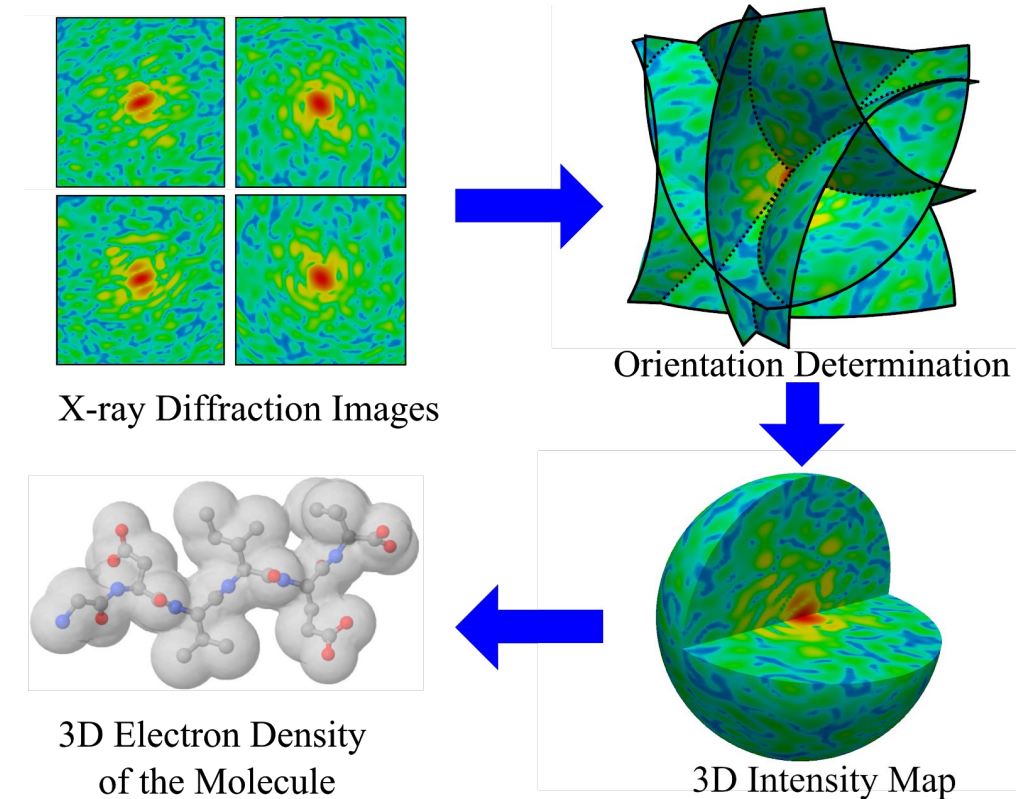 X-ray Diffraction Images
Orientation Determination
3D Intensity Map
3D Electron Density
of the Molecule